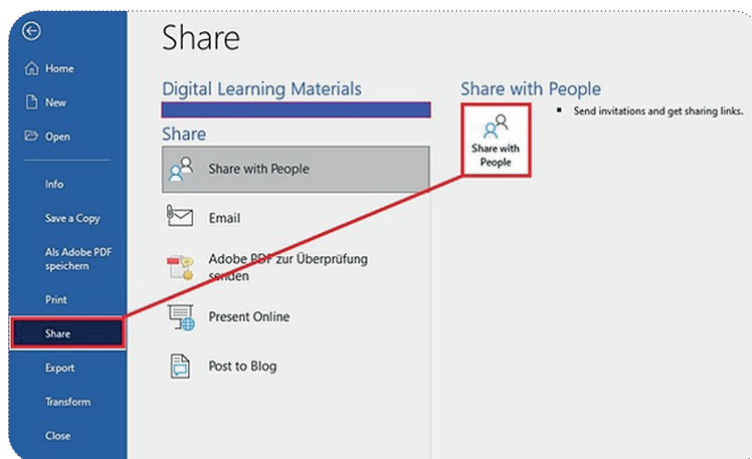 Share
Home
New
Open
Info
Save a Copy
Als Adobe PDF
speichern
Print
Share
Export
Transform
Close
Digital Learning Materials
Share
Share with People
Email
Adobe PDF zur Überprüfung
senden
Present Online
Post to Blog
Share with People
Share with
People
Send invitations and get sharing links.